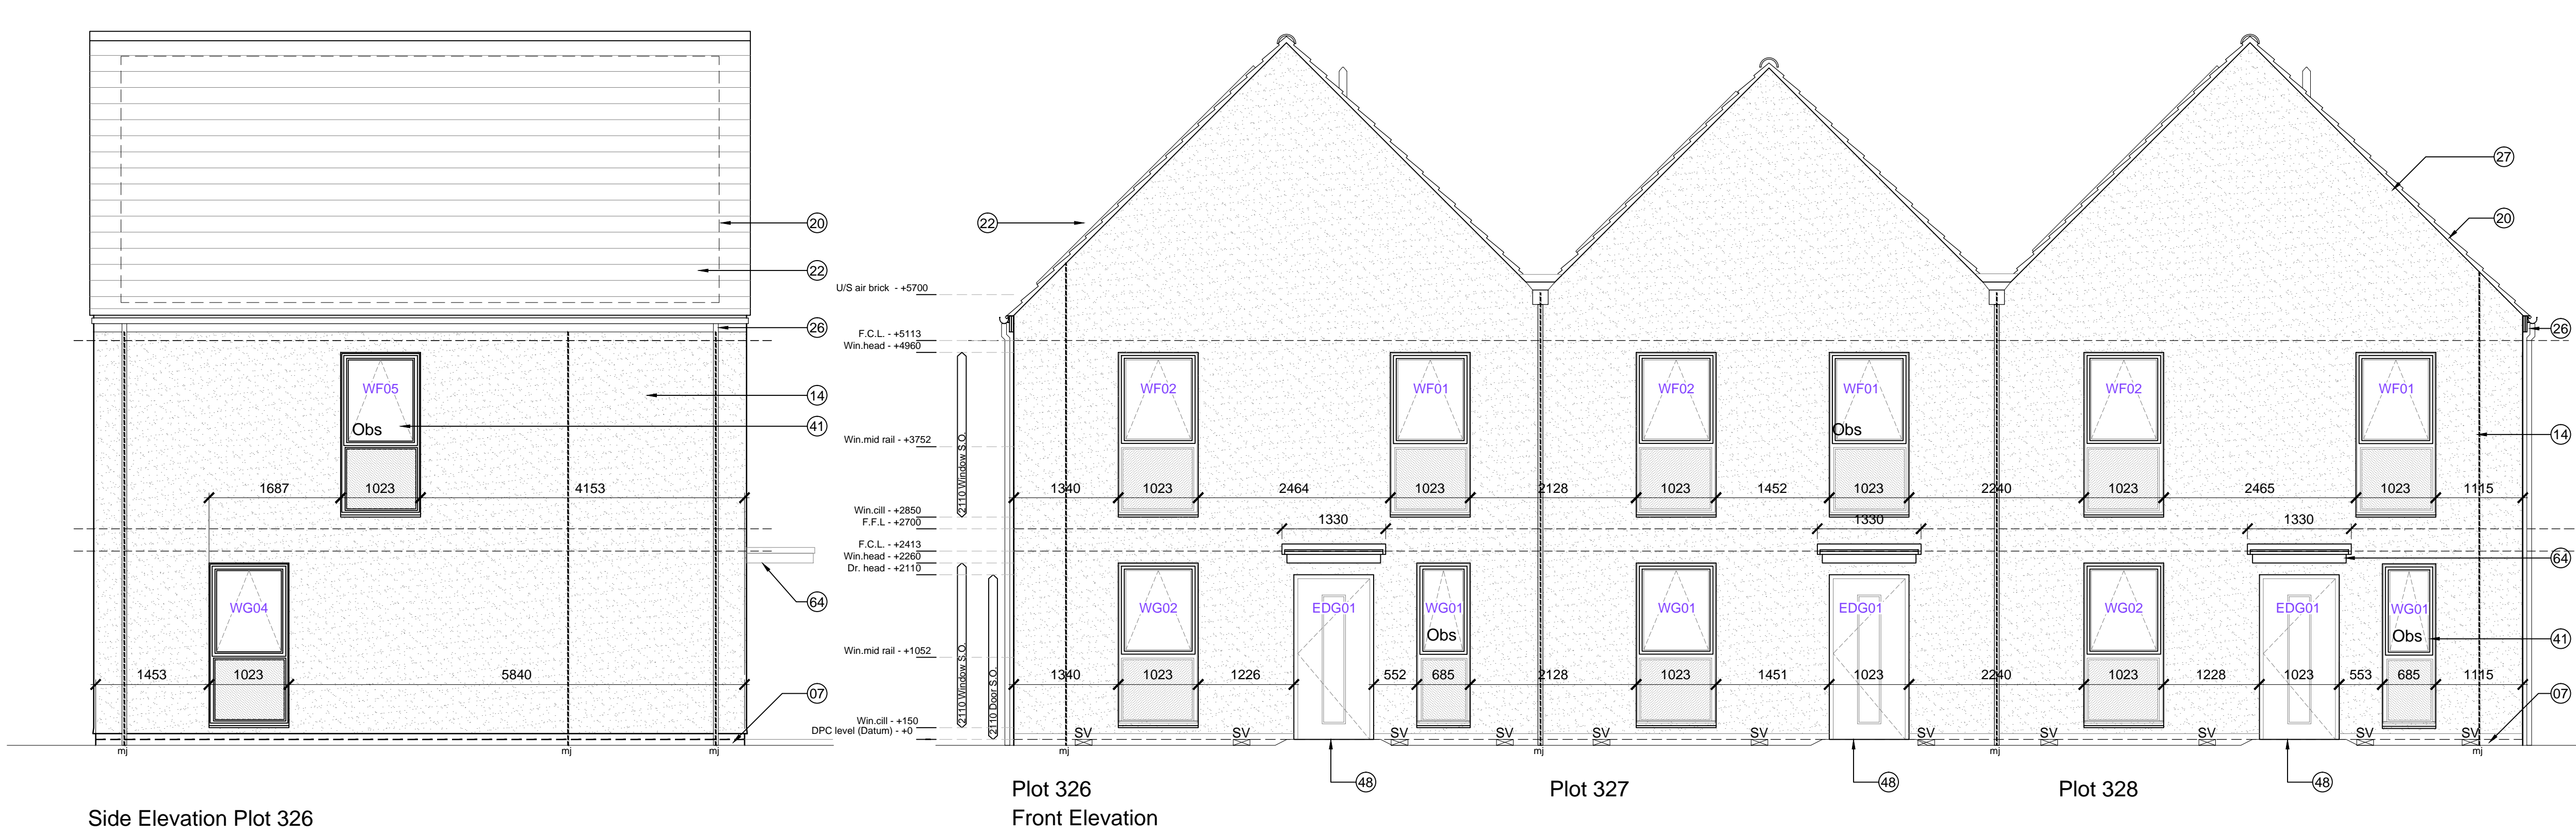 20
22
26
WF05
14
Obs
41
1687 1023 4153
WG04
64
1453 1023 5840
07
mj mj mj
Side Elevation Plot 326
U/S air brick - +5700
F.C.L. - +5113
Win.head - +4960
Win.mid rail - +3752
Win.cill - +2850
F.F.L - +2700
F.C.L. - +2413
Win.head - +2260
Dr. head - +2110
Win.mid rail - +1052
Win.cill - +150
DPC level (Datum) - +0
2110 Window S.O.
2110 Window S.O.
2110 Door S.O.
27
22
20
26
WF02 WF01 WF02 WF01 WF02 WF01
Obs
14
1340 1023 2464 1023 2128 1023 1452 1023 2240 1023 2465 1023 1115
1330 1330 1330
64
WG02 EDG01 WG01 WG01 EDG01 WG02 EDG01 WG01
Obs Obs
41
1340 1023 1226 552 685 2128 1023 1451 1023 2240 1023 1228 1023 553 685 1115
07
SV SV SV SV SV SV SV SV SV SV SV
mj mj mj mj
48 48 48
Plot 326 Plot 327 Plot 328
Front Elevation